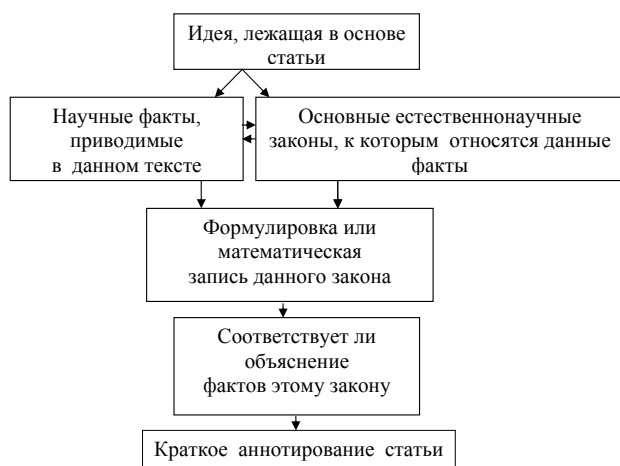 Идея, лежащая в основе
статьи
Научные факты,
приводимые
в данном тексте
Основные естественнонаучные
законы, к которым относятся данные
факты
Формулировка или
математическая
запись данного закона
Соответствует ли
объяснение
фактов этому закону
Краткое аннотирование статьи